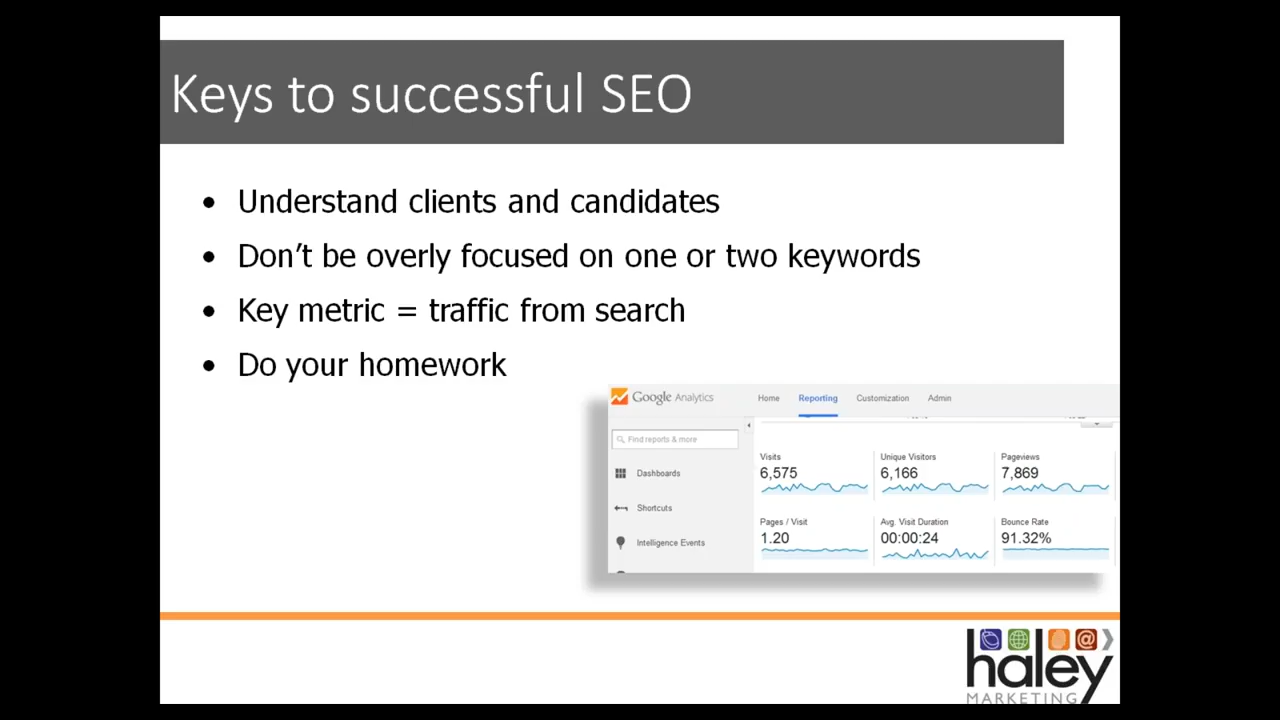 Keys to successful SEO
• Understand clients and candidates
• Don't be overly focused on one or two keywords
• Key metric = traffic from search
• Do your homework
Google Analytics
Home Reporting Customization Admin
Find reports & more
Dashboards
Shortcuts
Intelligence Events
Visits Unique Visitors Pageviews
6,575 6,166 7,869
Pages / Visit Avg. Visit Duration Bounce Rate
1.20 00:00:24 91.32%
haley
MARKETING